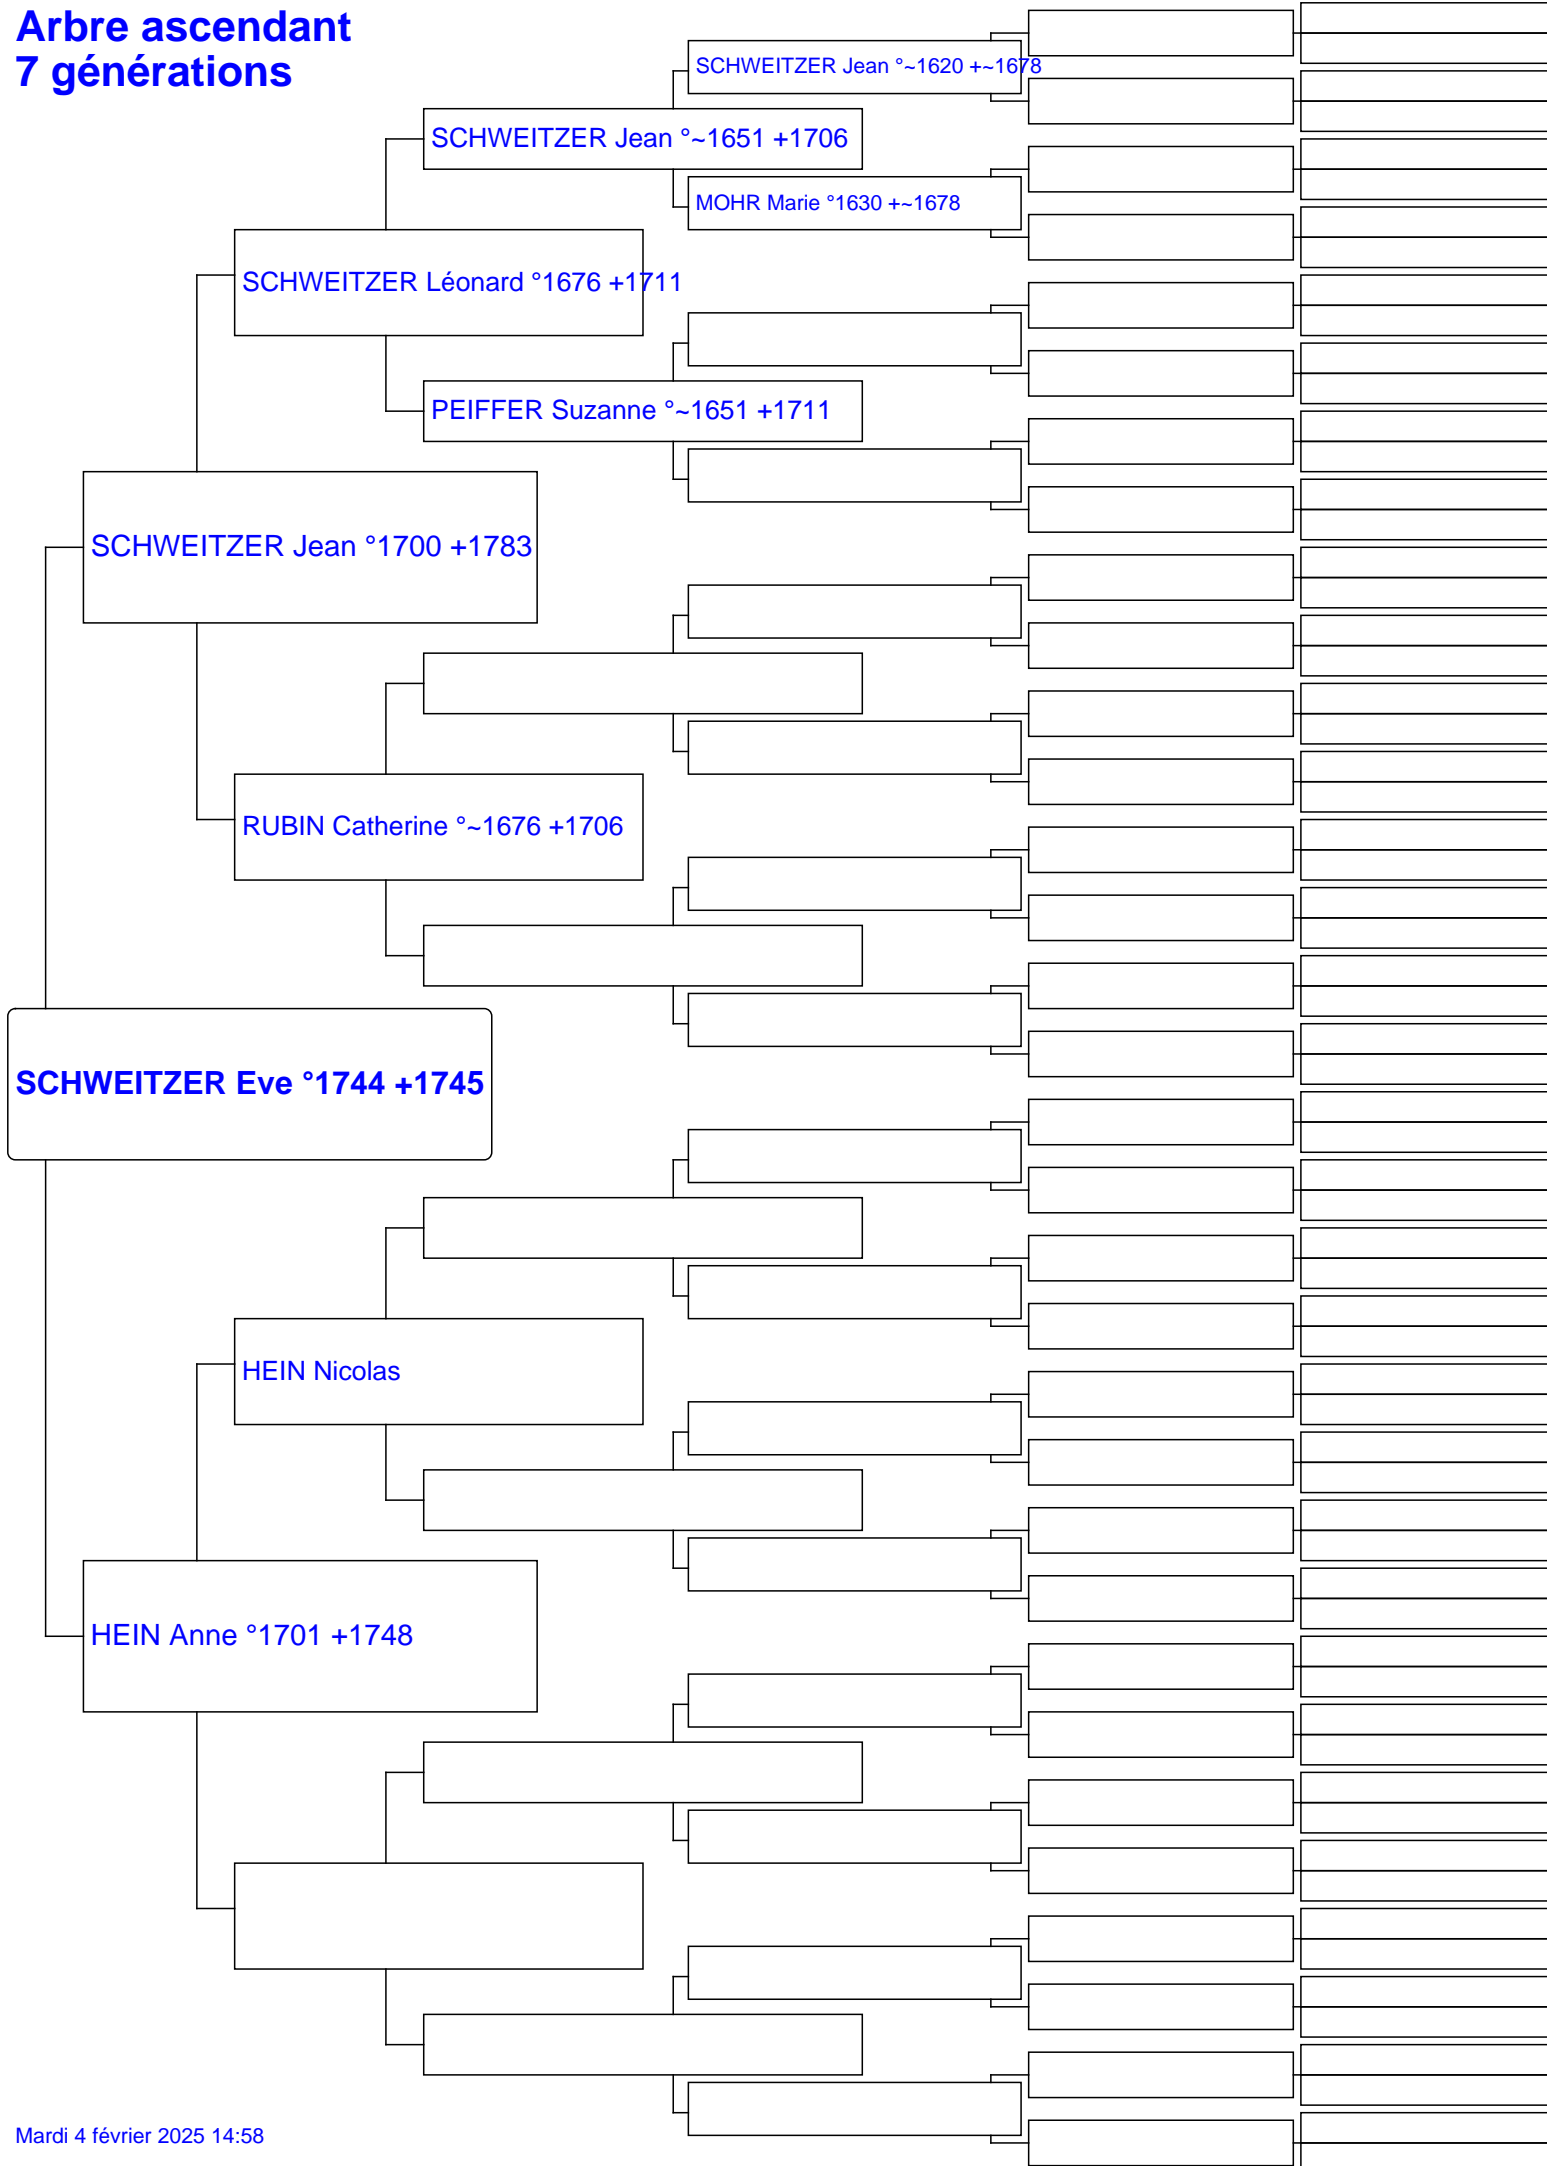 Arbre ascendant
7 générations
SCHWEITZER Jean °~1620 +~1678
SCHWEITZER Jean °~1651 +1706
MOHR Marie °1630 +~1678
SCHWEITZER Léonard °1676 +1711
PEIFFER Suzanne °~1651 +1711
SCHWEITZER Jean °1700 +1783
RUBIN Catherine °~1676 +1706
SCHWEITZER Eve °1744 +1745
HEIN Nicolas
HEIN Anne °1701 +1748
Mardi 4 février 2025 14:58